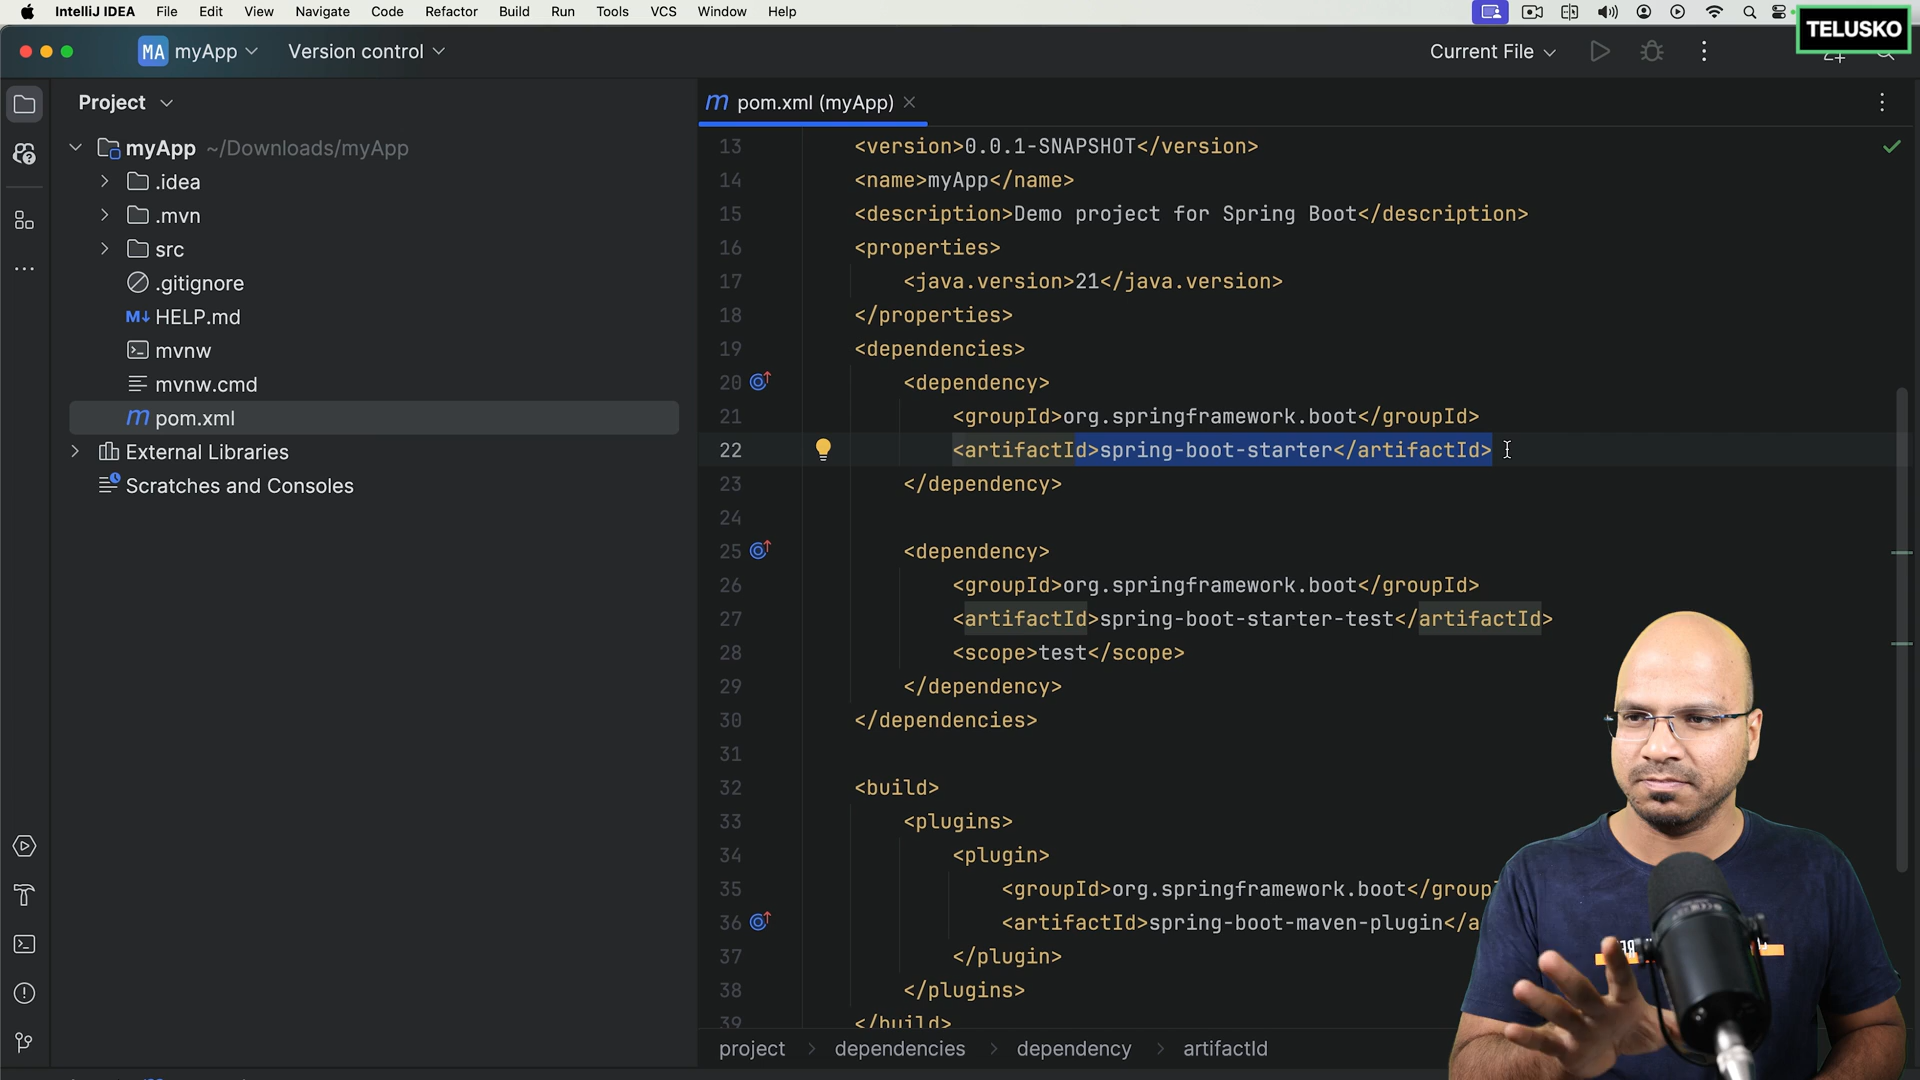 IntelliJ IDEA File Edit View Navigate Code Refactor Build Run Tools VCS Window Help
TELUSKO
MA myApp Version control Current File
Project
pom.xml (myApp)
myApp ~/Downloads/myApp
.idea
.mvn
src
.gitignore
M↓ HELP.md
mvnw
mvnw.cmd
m pom.xml
External Libraries
Scratches and Consoles
13 <version>0.0.1-SNAPSHOT</version>
14 <name>myApp</name>
15 <description>Demo project for Spring Boot</description>
16 <properties>
17 <java.version>21</java.version>
18 </properties>
19 <dependencies>
20 <dependency>
21 <groupId>org.springframework.boot</groupId>
22 <artifactId>spring-boot-starter</artifactId>
23 </dependency>
24
25 <dependency>
26 <groupId>org.springframework.boot</groupId>
27 <artifactId>spring-boot-starter-test</artifactId>
28 <scope>test</scope>
29 </dependency>
30 </dependencies>
31
32 <build>
33 <plugins>
34 <plugin>
35 <groupId>org.springframework.boot</groupI
36 <artifactId>spring-boot-maven-plugin</a
37 </plugin>
38 </plugins>
39 </build>
project > dependencies > dependency > artifactId